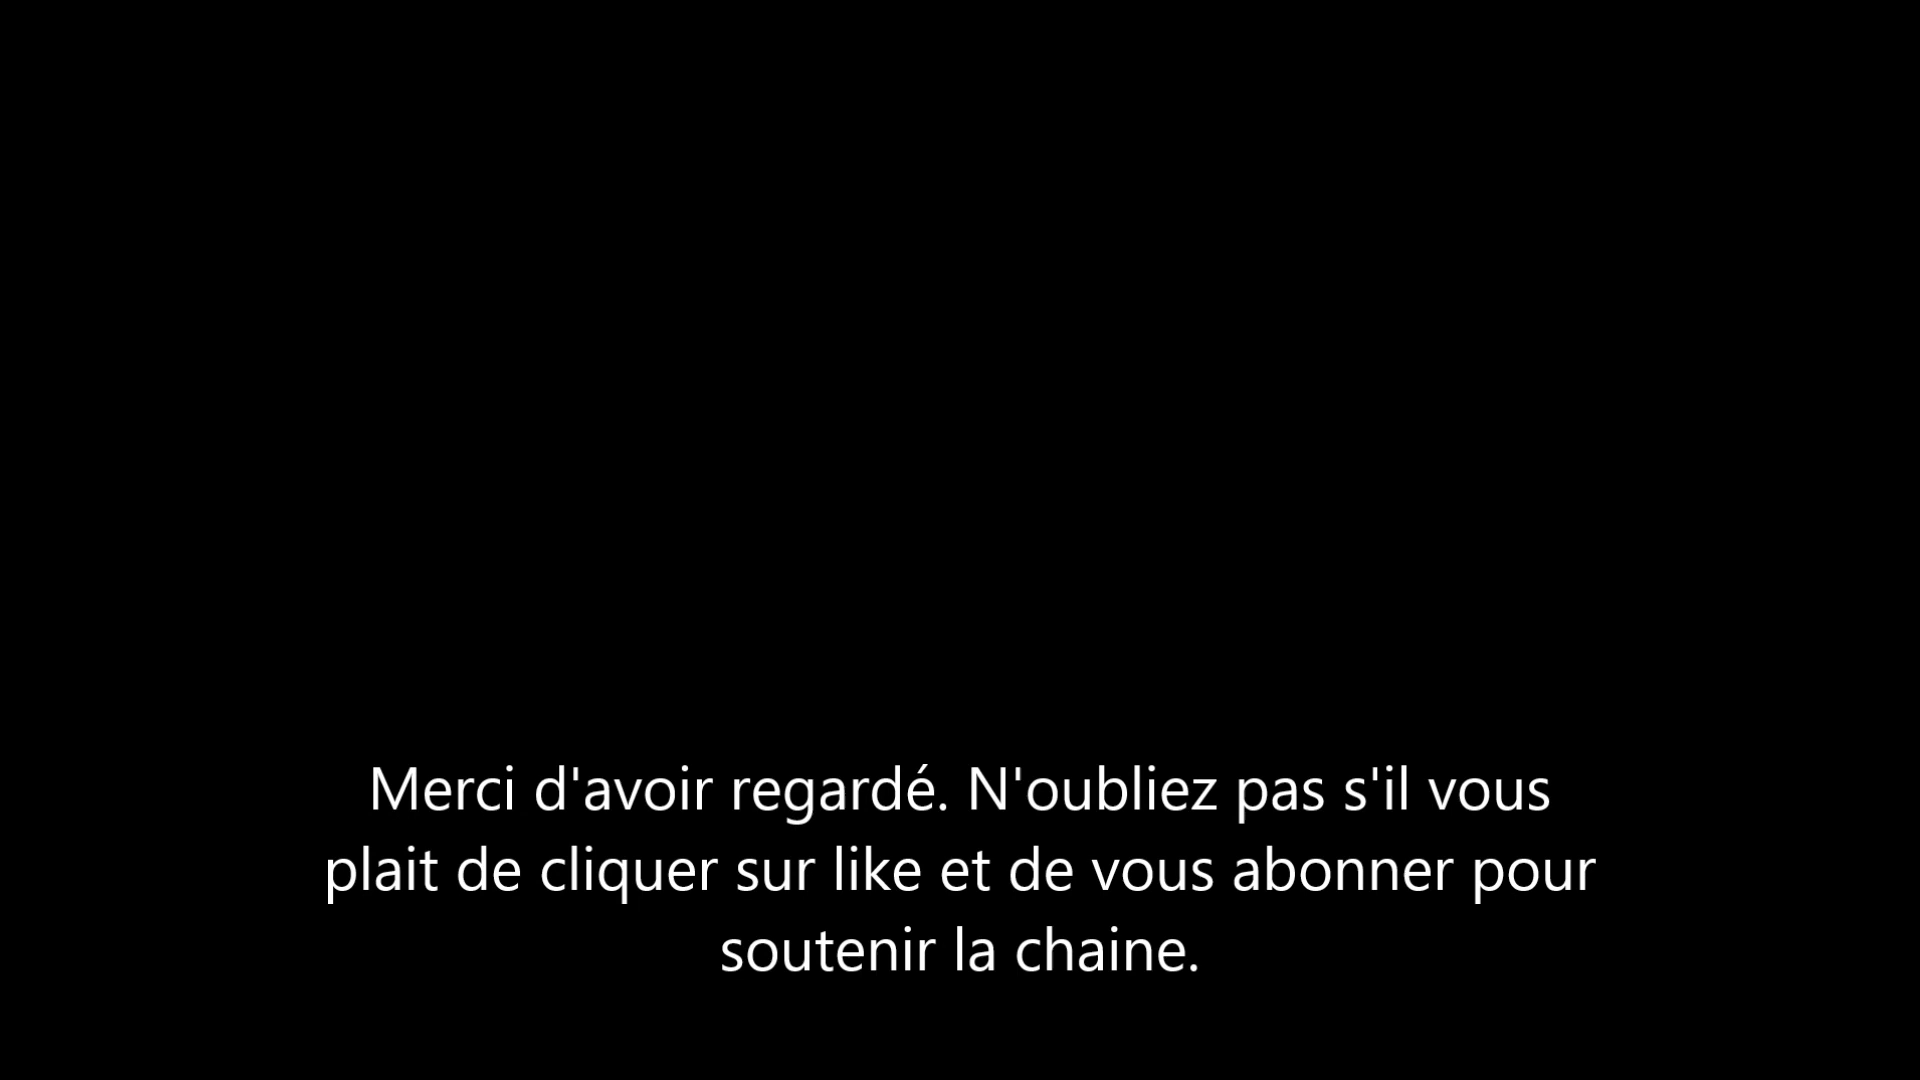 Merci d'avoir regardé. N'oubliez pas s'il vous
plait de cliquer sur like et de vous abonner pour
soutenir la chaine.